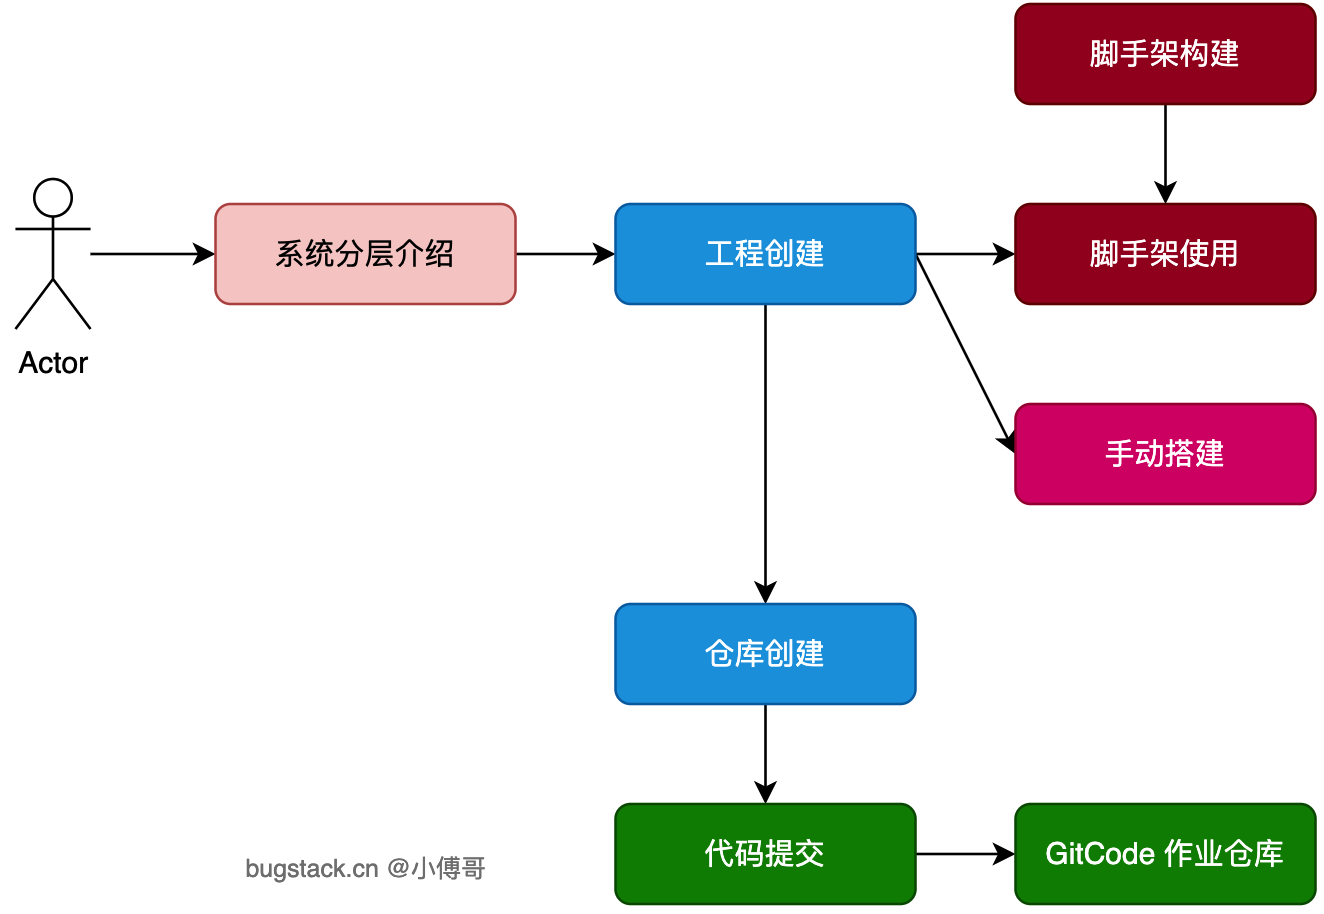 脚手架构建
Actor
系统分层介绍
工程创建
脚手架使用
手动搭建
仓库创建
代码提交
GitCode 作业仓库
bugstack.cn @小傅哥